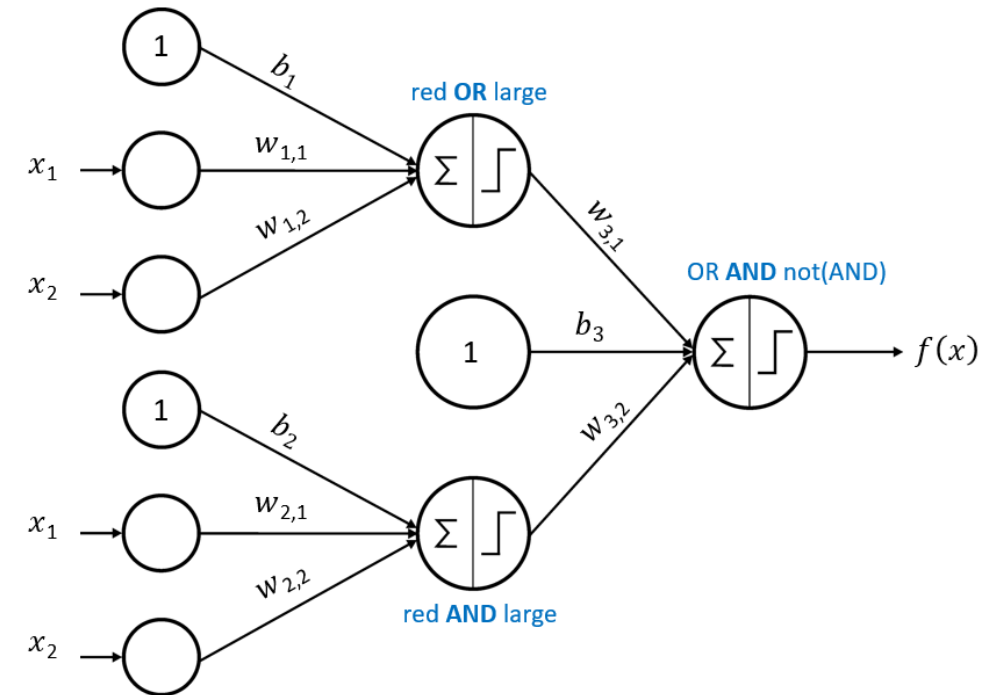 1
b₁
red OR large
x₁
w₁,₁
Σ
w₁,₂
x₂
w₃,₁
OR AND not(AND)
1
b₃
Σ
f(x)
1
b₂
w₃,₂
x₁
w₂,₁
Σ
w₂,₂
red AND large
x₂